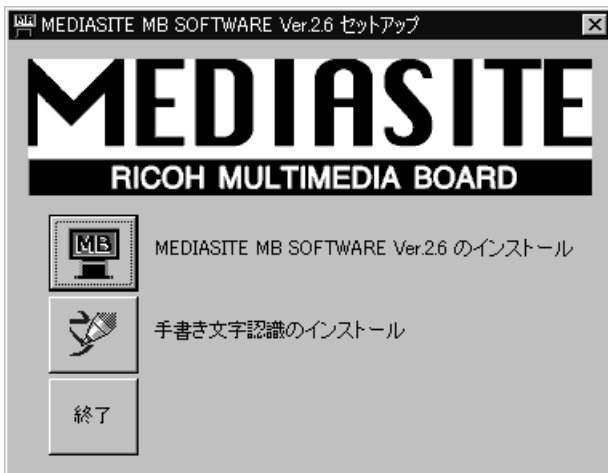 MEDIASITE MB SOFTWARE Ver.2.6 セットアップ
MEDIASITE
RICOH MULTIMEDIA BOARD
MB
MEDIASITE MB SOFTWARE Ver.2.6 のインストール
手書き文字認識のインストール
終了